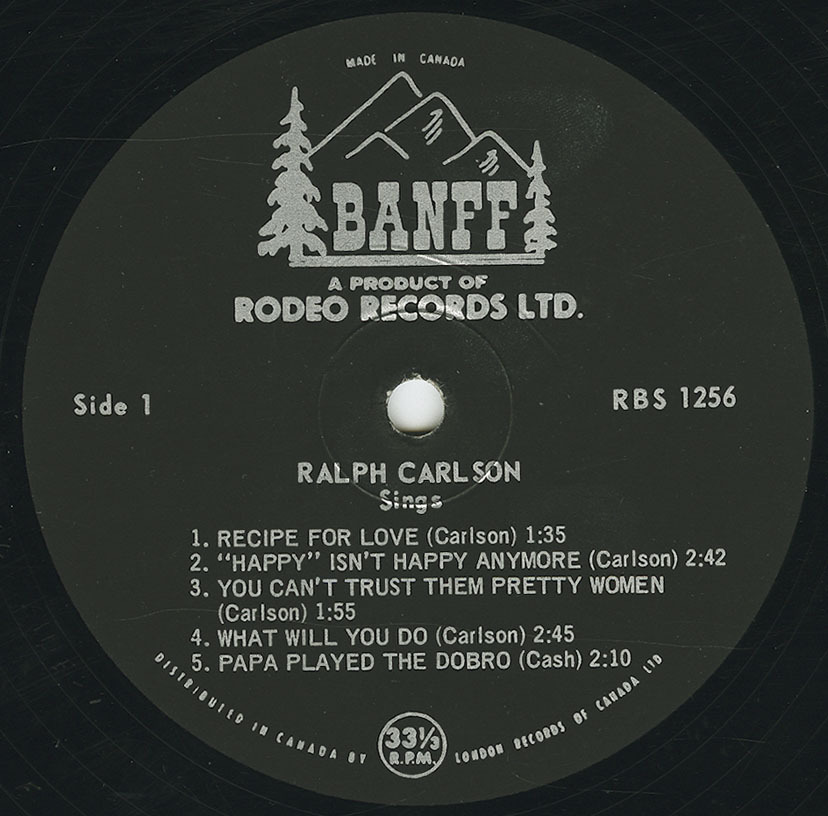 MADE IN CANADA
BANFF
A PRODUCT OF
RODEO RECORDS LTD.
Side 1
RBS 1256
RALPH CARLSON
Sings
1. RECIPE FOR LOVE (Carlson) 1:35
2. “HAPPY” ISN'T HAPPY ANYMORE (Carlson) 2:42
3. YOU CAN'T TRUST THEM PRETTY WOMEN
(Carlson) 1:55
4. WHAT WILL YOU DO (Carlson) 2:45
5. PAPA PLAYED THE DOBRO (Cash) 2:10
DISTRIBUTED IN CANADA BY LONDON RECORDS OF CANADA LTD
33⅓
R.P.M.